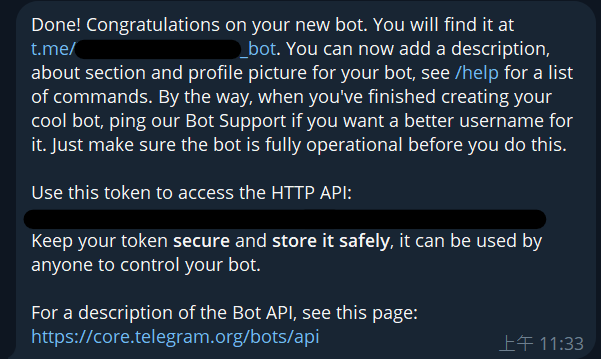 Done! Congratulations on your new bot. You will find it at
t.me/ _bot. You can now add a description,
about section and profile picture for your bot, see /help for a list
of commands. By the way, when you've finished creating your
cool bot, ping our Bot Support if you want a better username for
it. Just make sure the bot is fully operational before you do this.
Use this token to access the HTTP API:
Keep your token secure and store it safely, it can be used by
anyone to control your bot.
For a description of the Bot API, see this page:
https://core.telegram.org/bots/api
上午 11:33